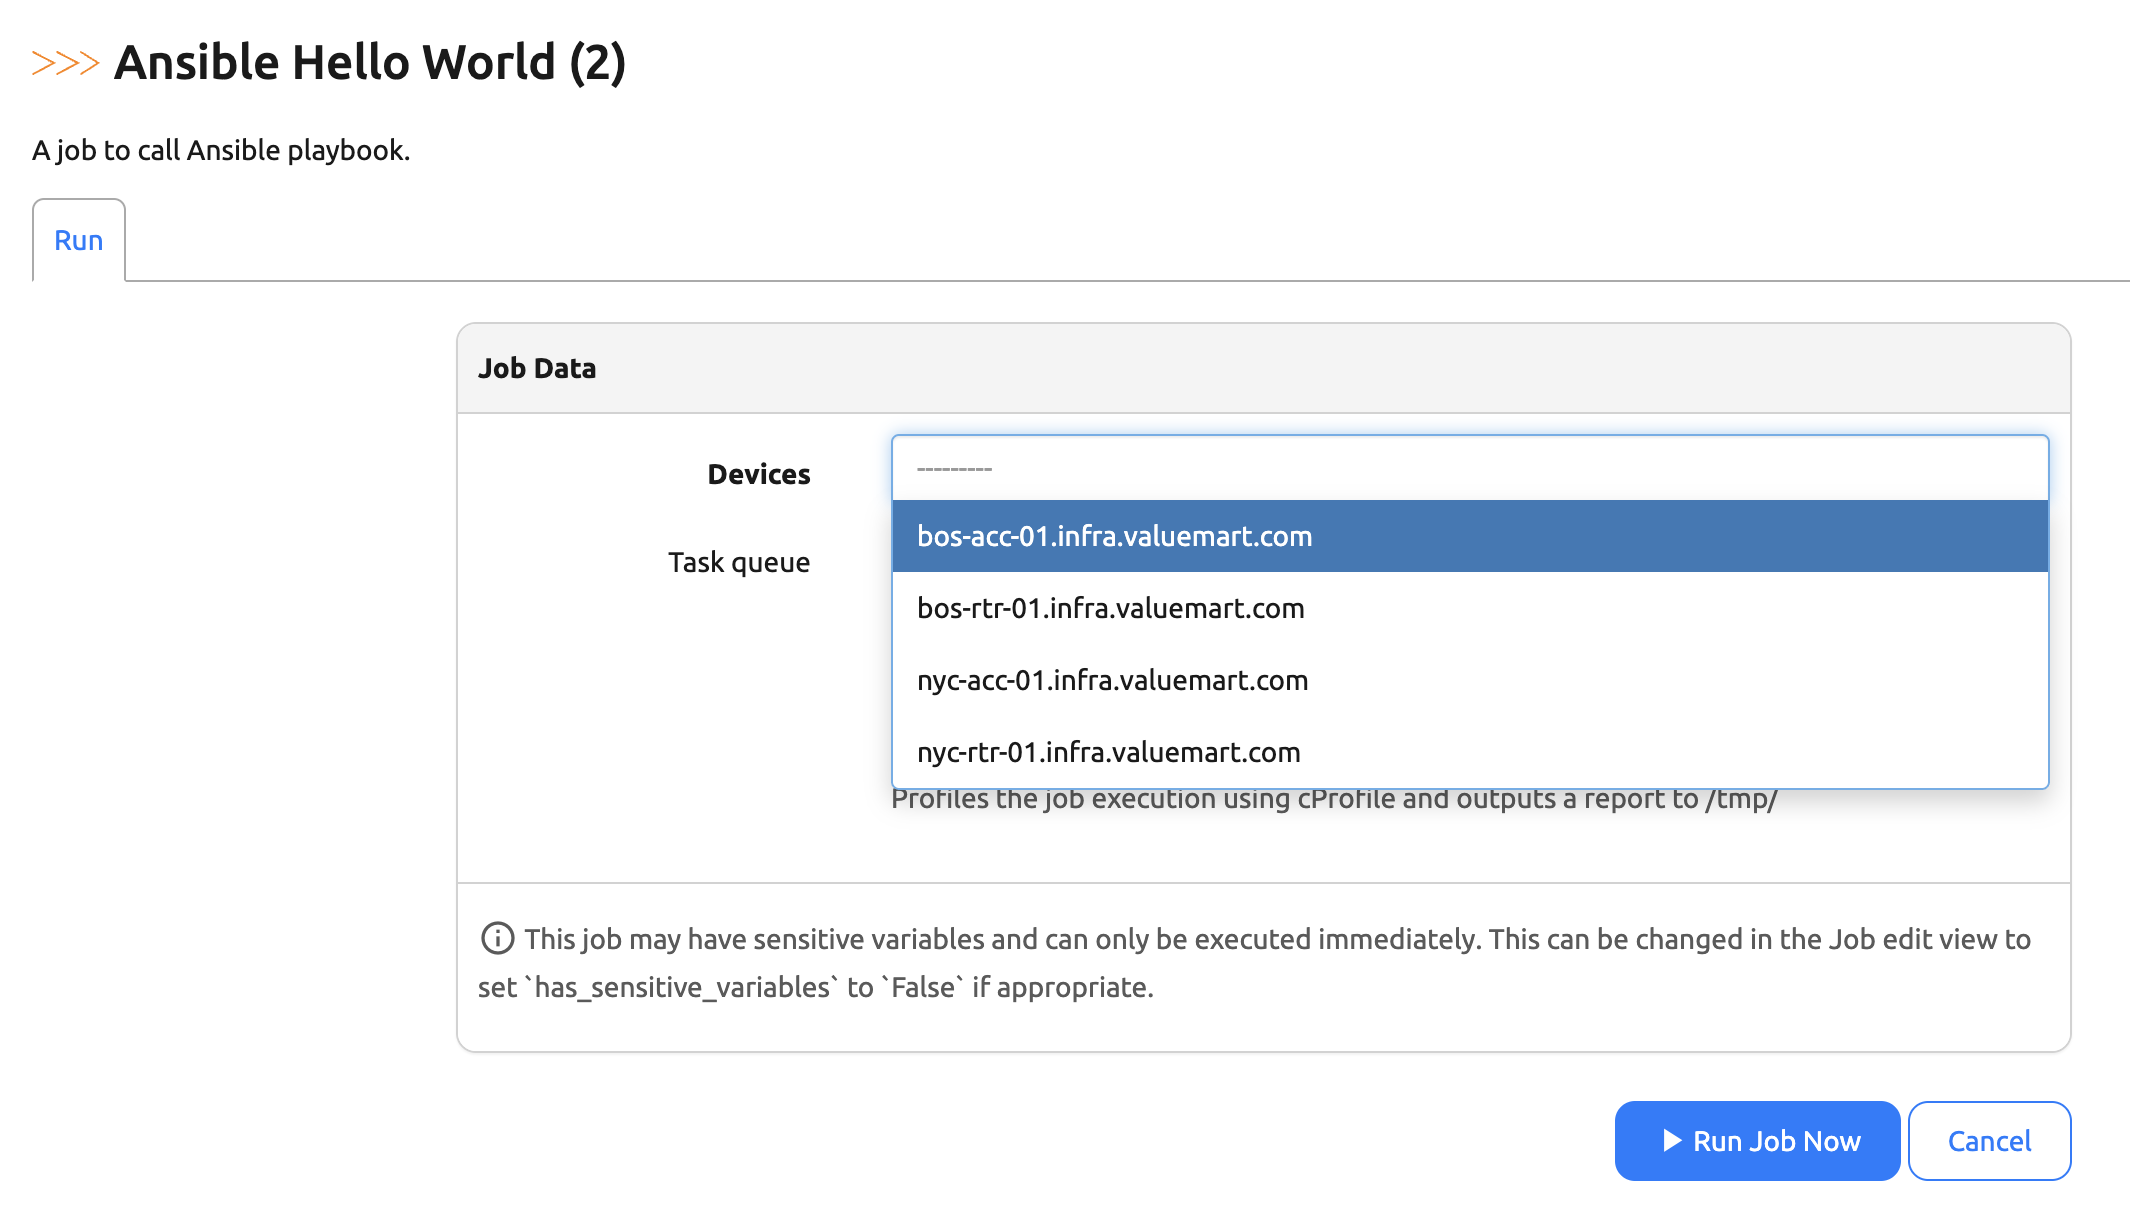 >>> Ansible Hello World (2)
A job to call Ansible playbook.
Run
Job Data
Devices
---------
bos-acc-01.infra.valuemart.com
Task queue
bos-rtr-01.infra.valuemart.com
nyc-acc-01.infra.valuemart.com
nyc-rtr-01.infra.valuemart.com
Profiles the job execution using cProfile and outputs a report to /tmp/
This job may have sensitive variables and can only be executed immediately. This can be changed in the Job edit view to
set `has_sensitive_variables` to `False` if appropriate.
Run Job Now
Cancel